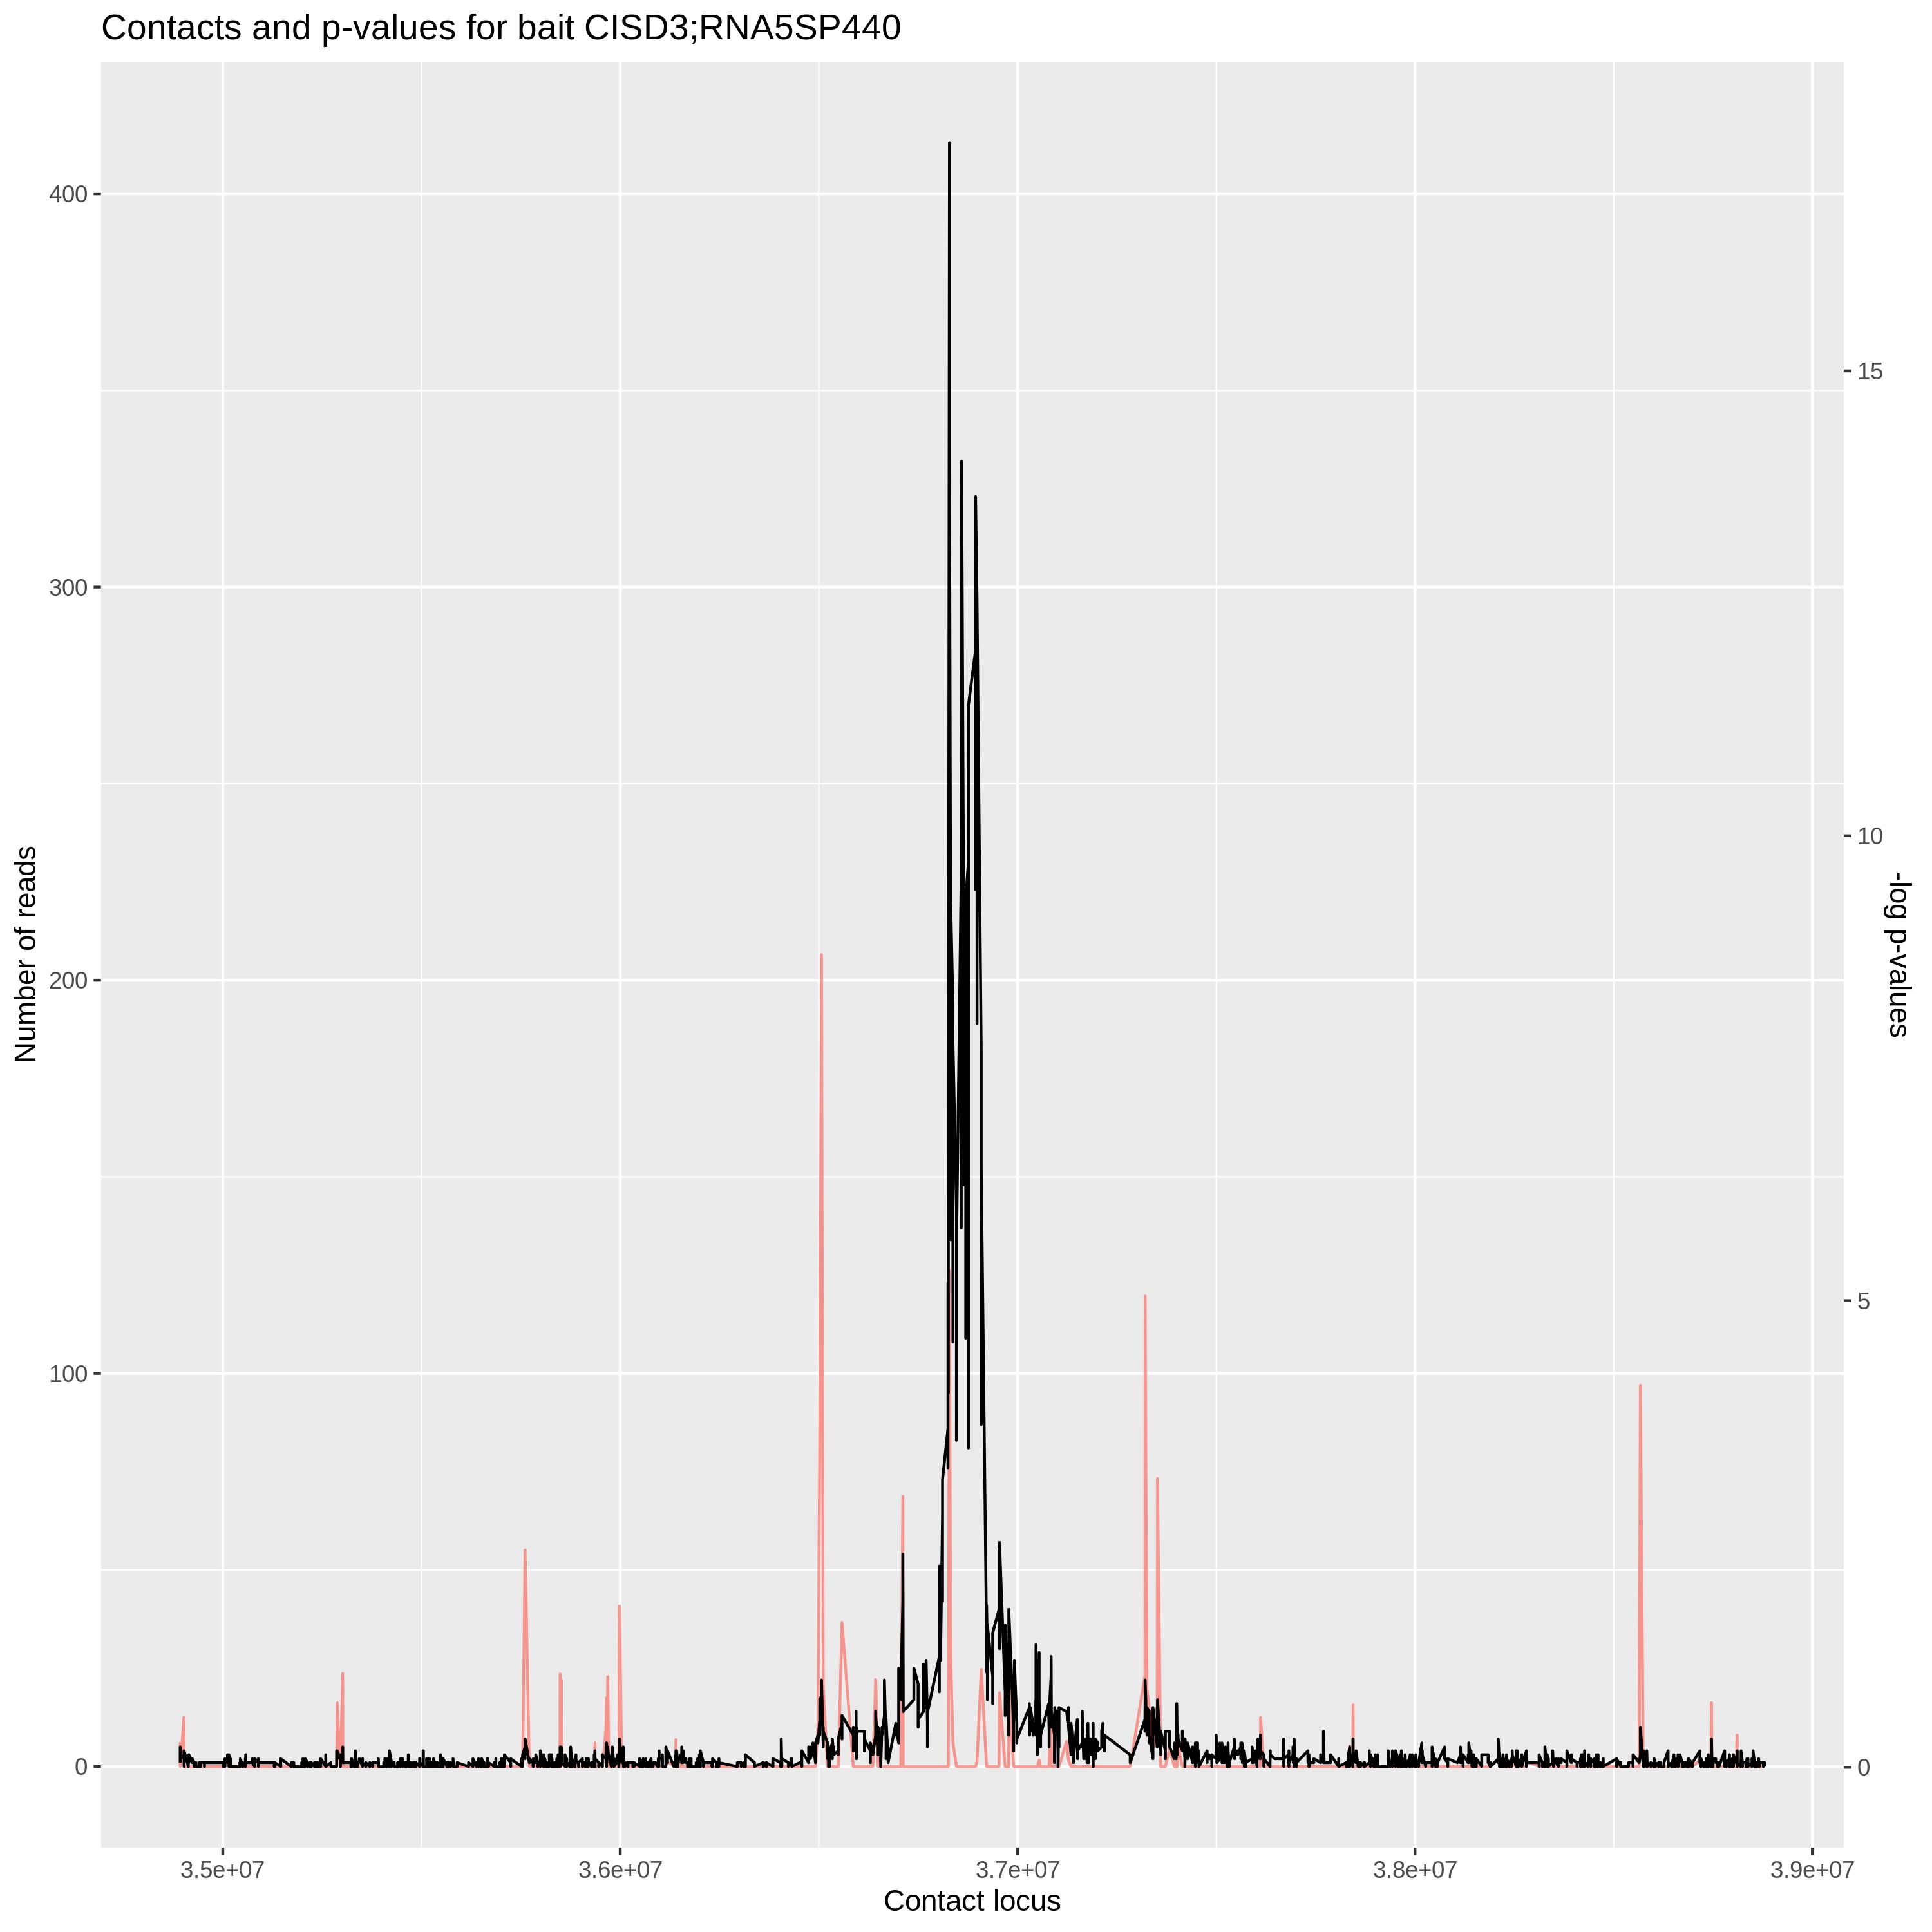 Contacts and p-values for bait CISD3;RNA5SP440
400
300
200
100
0
Number of reads
15
10
5
0
-log p-values
3.5e+07
3.6e+07
3.7e+07
3.8e+07
3.9e+07
Contact locus